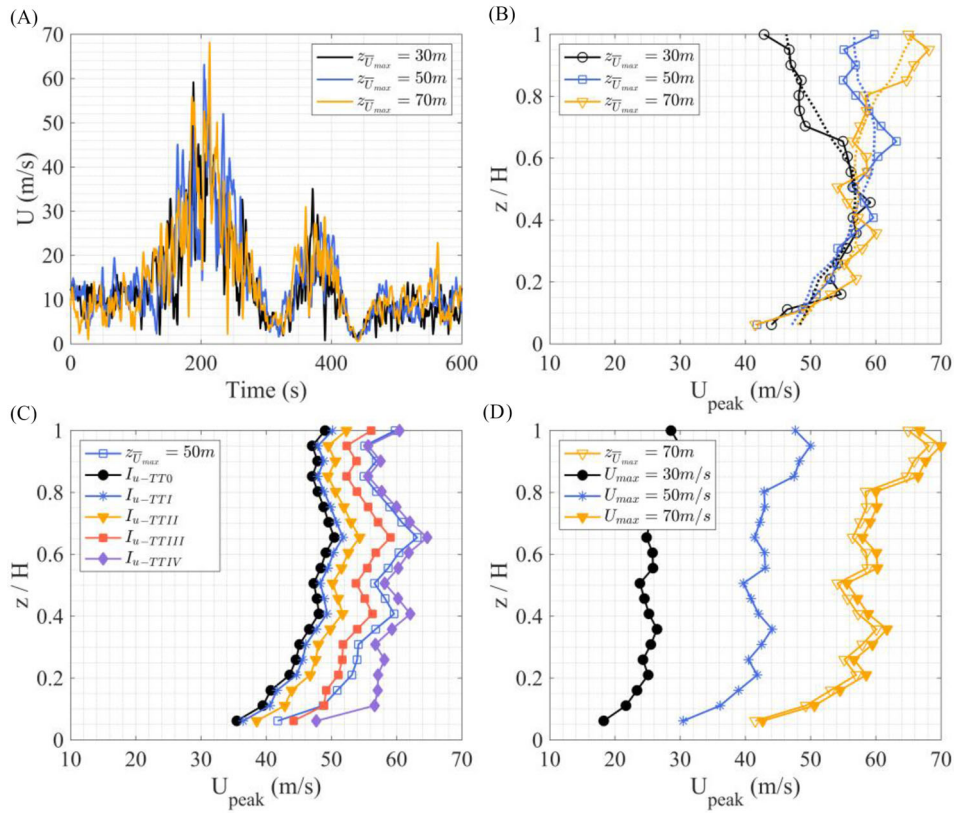 (A)
70
60
50
40
30
20
10
0
U (m/s)
0 200 400 600
Time (s)
z_{\overline{U}_{max}} = 30m
z_{\overline{U}_{max}} = 50m
z_{\overline{U}_{max}} = 70m
(B)
1
0.8
0.6
0.4
0.2
0
z / H
10 20 30 40 50 60 70
U_{peak} (m/s)
z_{\overline{U}_{max}} = 30m
z_{\overline{U}_{max}} = 50m
z_{\overline{U}_{max}} = 70m
(C)
1
0.8
0.6
0.4
0.2
0
z / H
10 20 30 40 50 60 70
U_{peak} (m/s)
z_{\overline{U}_{max}} = 50m
I_{u-TT0}
I_{u-TTI}
I_{u-TTII}
I_{u-TTIII}
I_{u-TTIV}
(D)
1
0.8
0.6
0.4
0.2
0
z / H
10 20 30 40 50 60 70
U_{peak} (m/s)
z_{\overline{U}_{max}} = 70m
U_{max} = 30m/s
U_{max} = 50m/s
U_{max} = 70m/s